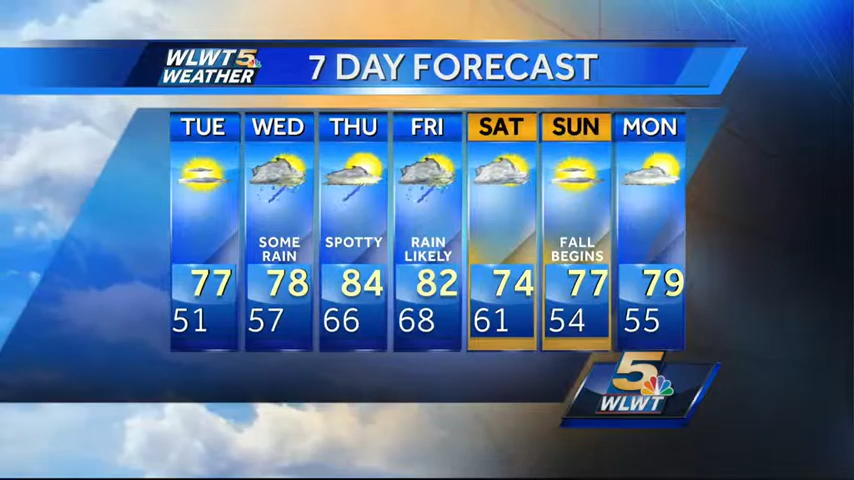 WLWT 5
WEATHER
7 DAY FORECAST
TUE WED THU FRI SAT SUN MON
SOME RAIN
SPOTTY
RAIN LIKELY
FALL BEGINS
77 78 84 82 74 77 79
51 57 66 68 61 54 55
5
WLWT